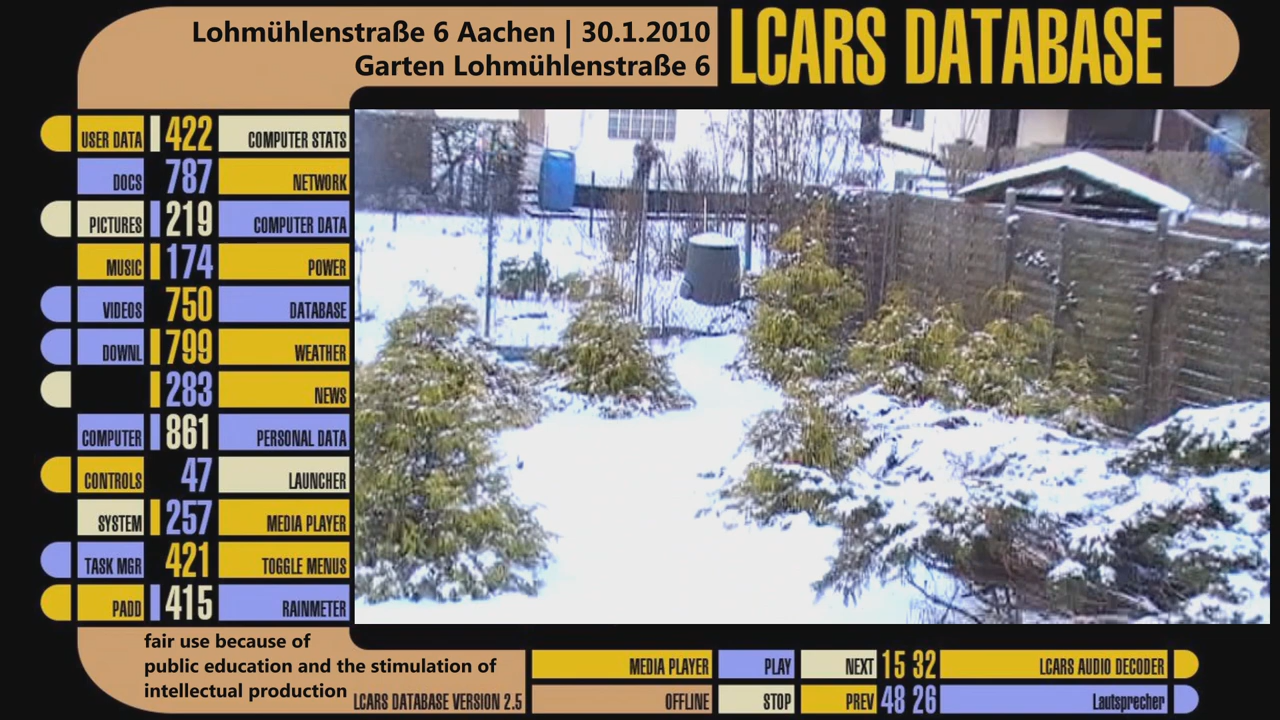 Lohmühlenstraße 6 Aachen | 30.1.2010
Garten Lohmühlenstraße 6
LCARS DATABASE
USER DATA 422 COMPUTER STATS
DOCS 787 NETWORK
PICTURES 219 COMPUTER DATA
MUSIC 174 POWER
VIDEOS 750 DATABASE
DOWNL 799 WEATHER
283 NEWS
COMPUTER 861 PERSONAL DATA
CONTROLS 47 LAUNCHER
SYSTEM 257 MEDIA PLAYER
TASK MGR 421 TOGGLE MENUS
PADD 415 RAINMETER
fair use because of
public education and the stimulation of
intellectual production
LCARS DATABASE VERSION 2.5
MEDIA PLAYER PLAY NEXT 15 32 LCARS AUDIO DECODER
OFFLINE STOP PREV 48 26 Lautsprecher